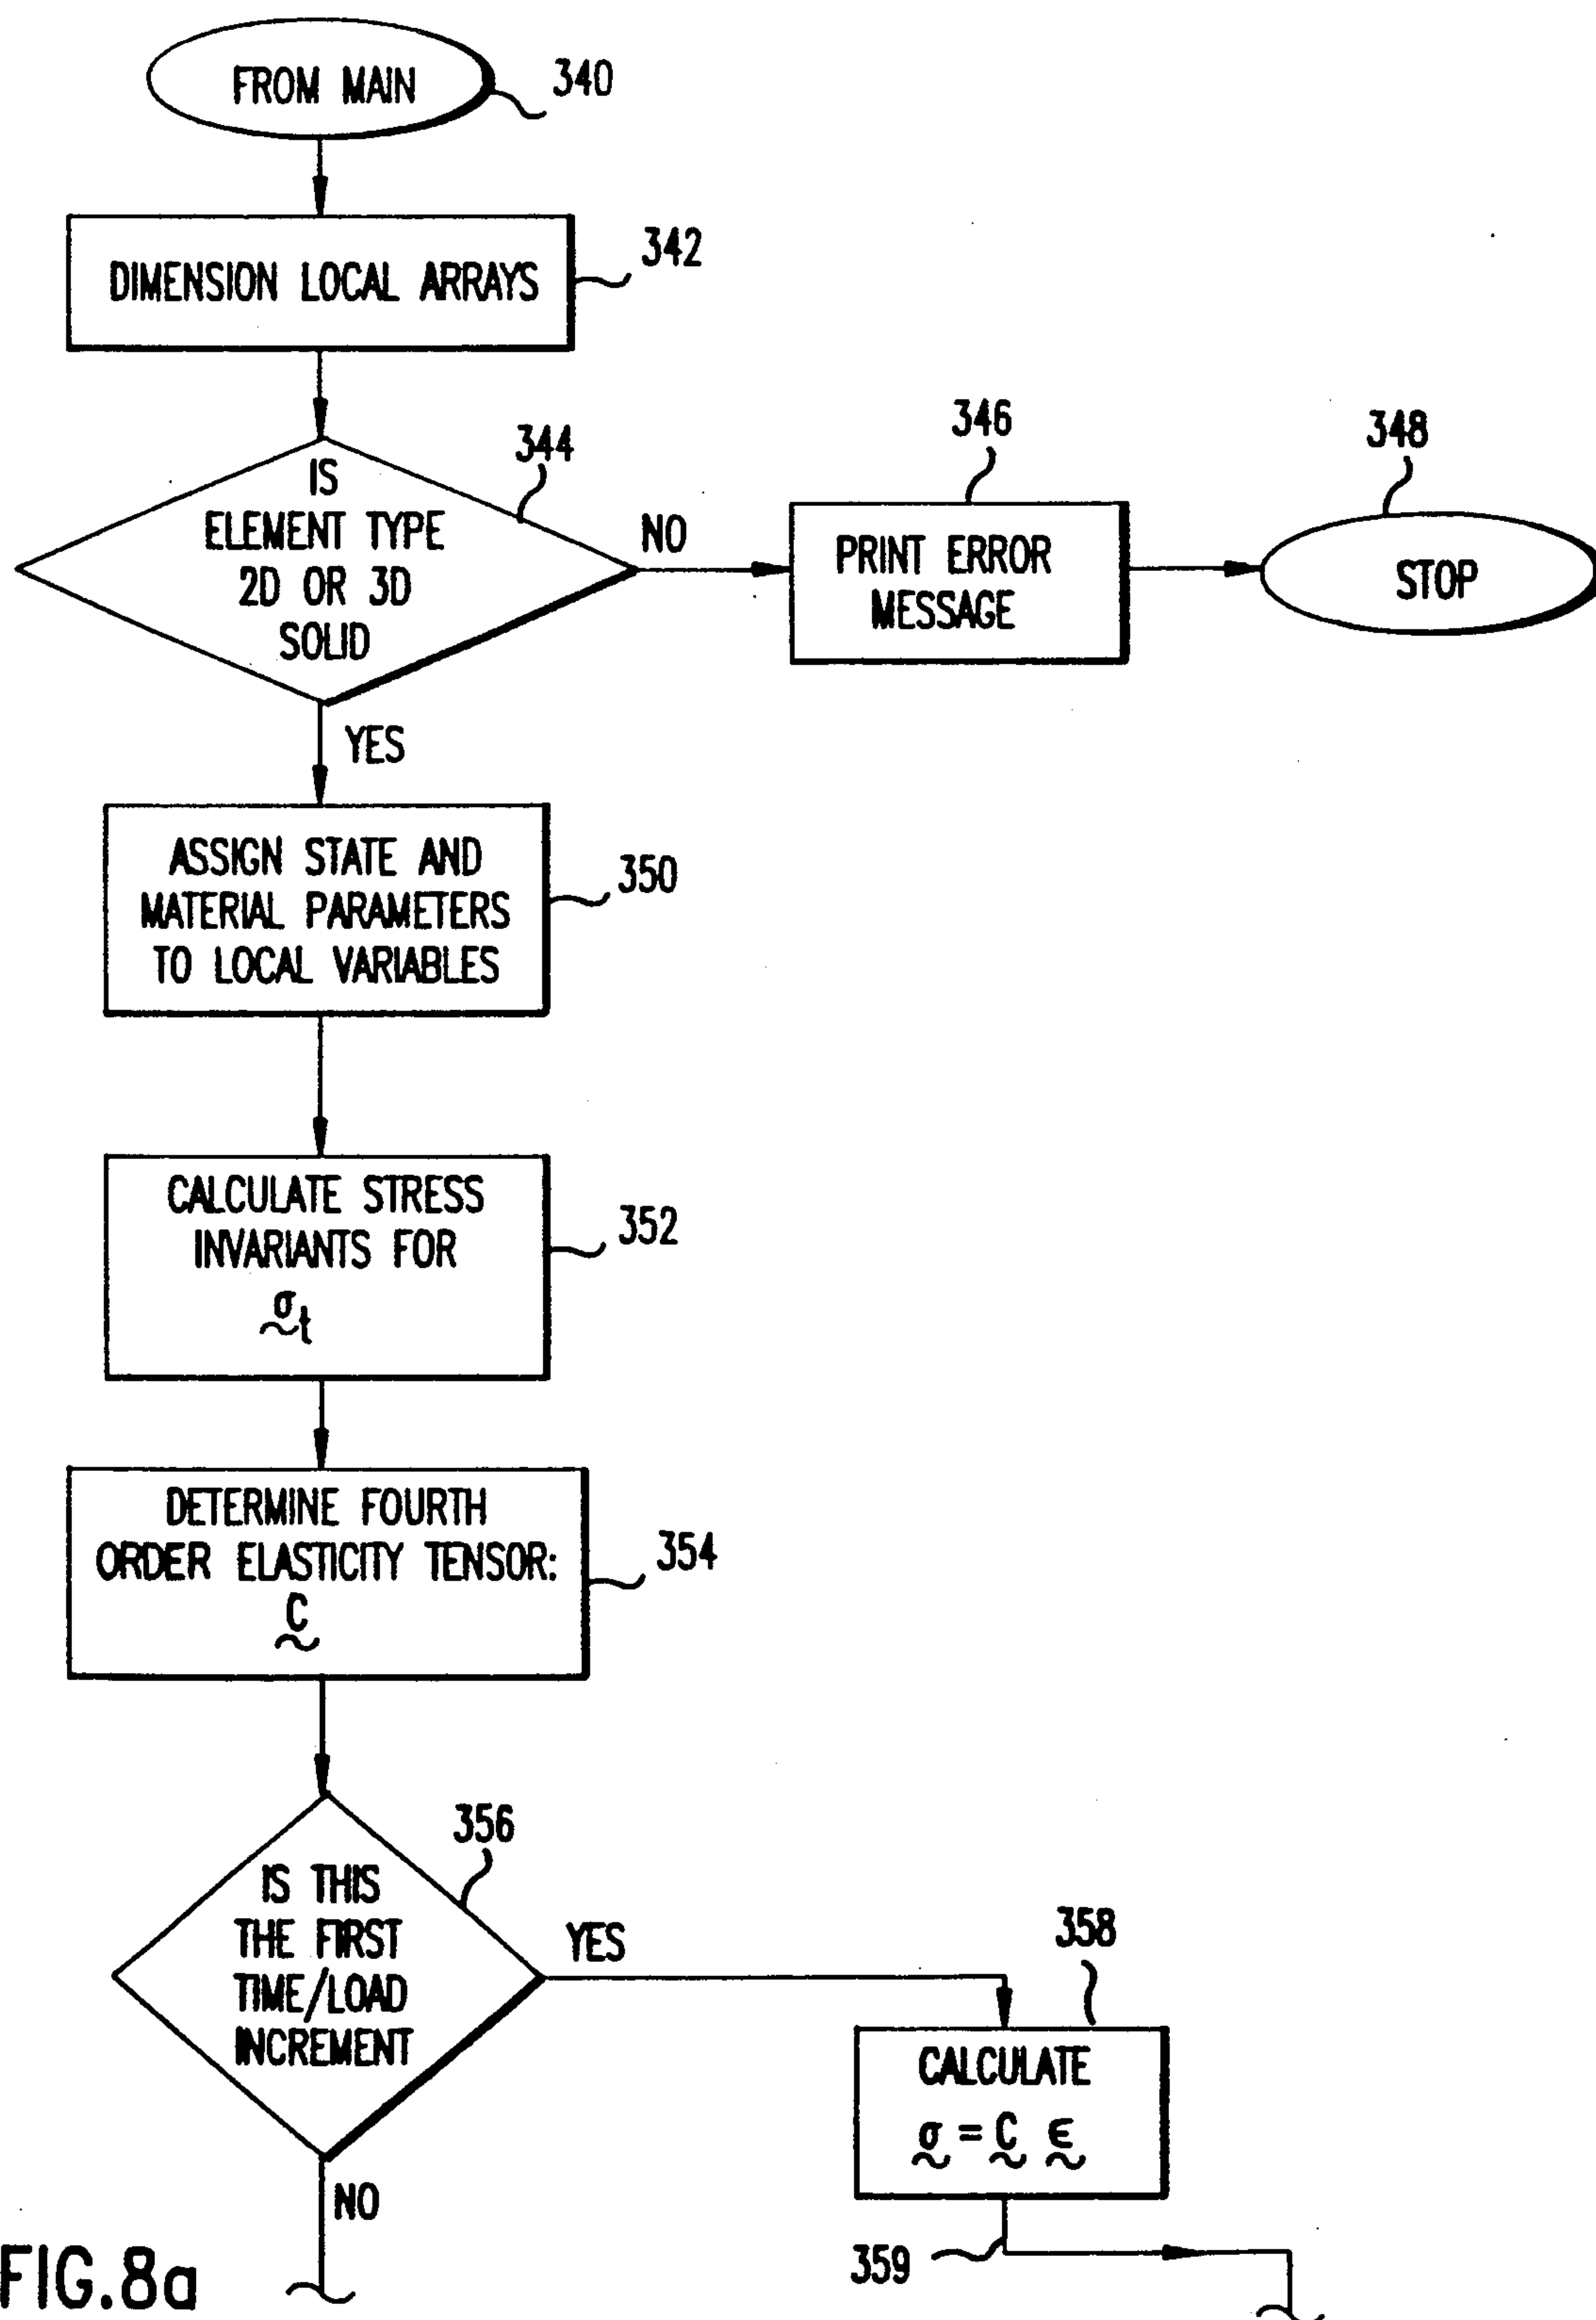 FROM MAIN
340
DIMENSION LOCAL ARRAYS
342
IS
ELEMENT TYPE
2D OR 3D
SOLID
344
NO
346
PRINT ERROR
MESSAGE
348
STOP
YES
ASSIGN STATE AND
MATERIAL PARAMETERS
TO LOCAL VARIABLES
350
CALCULATE STRESS
INVARIANTS FOR
σt
352
DETERMINE FOURTH
ORDER ELASTICITY TENSOR:
C
354
356
IS THIS
THE FIRST
TIME/LOAD
INCREMENT
YES
358
CALCULATE
σ = C ε
NO
359
FIG.8a